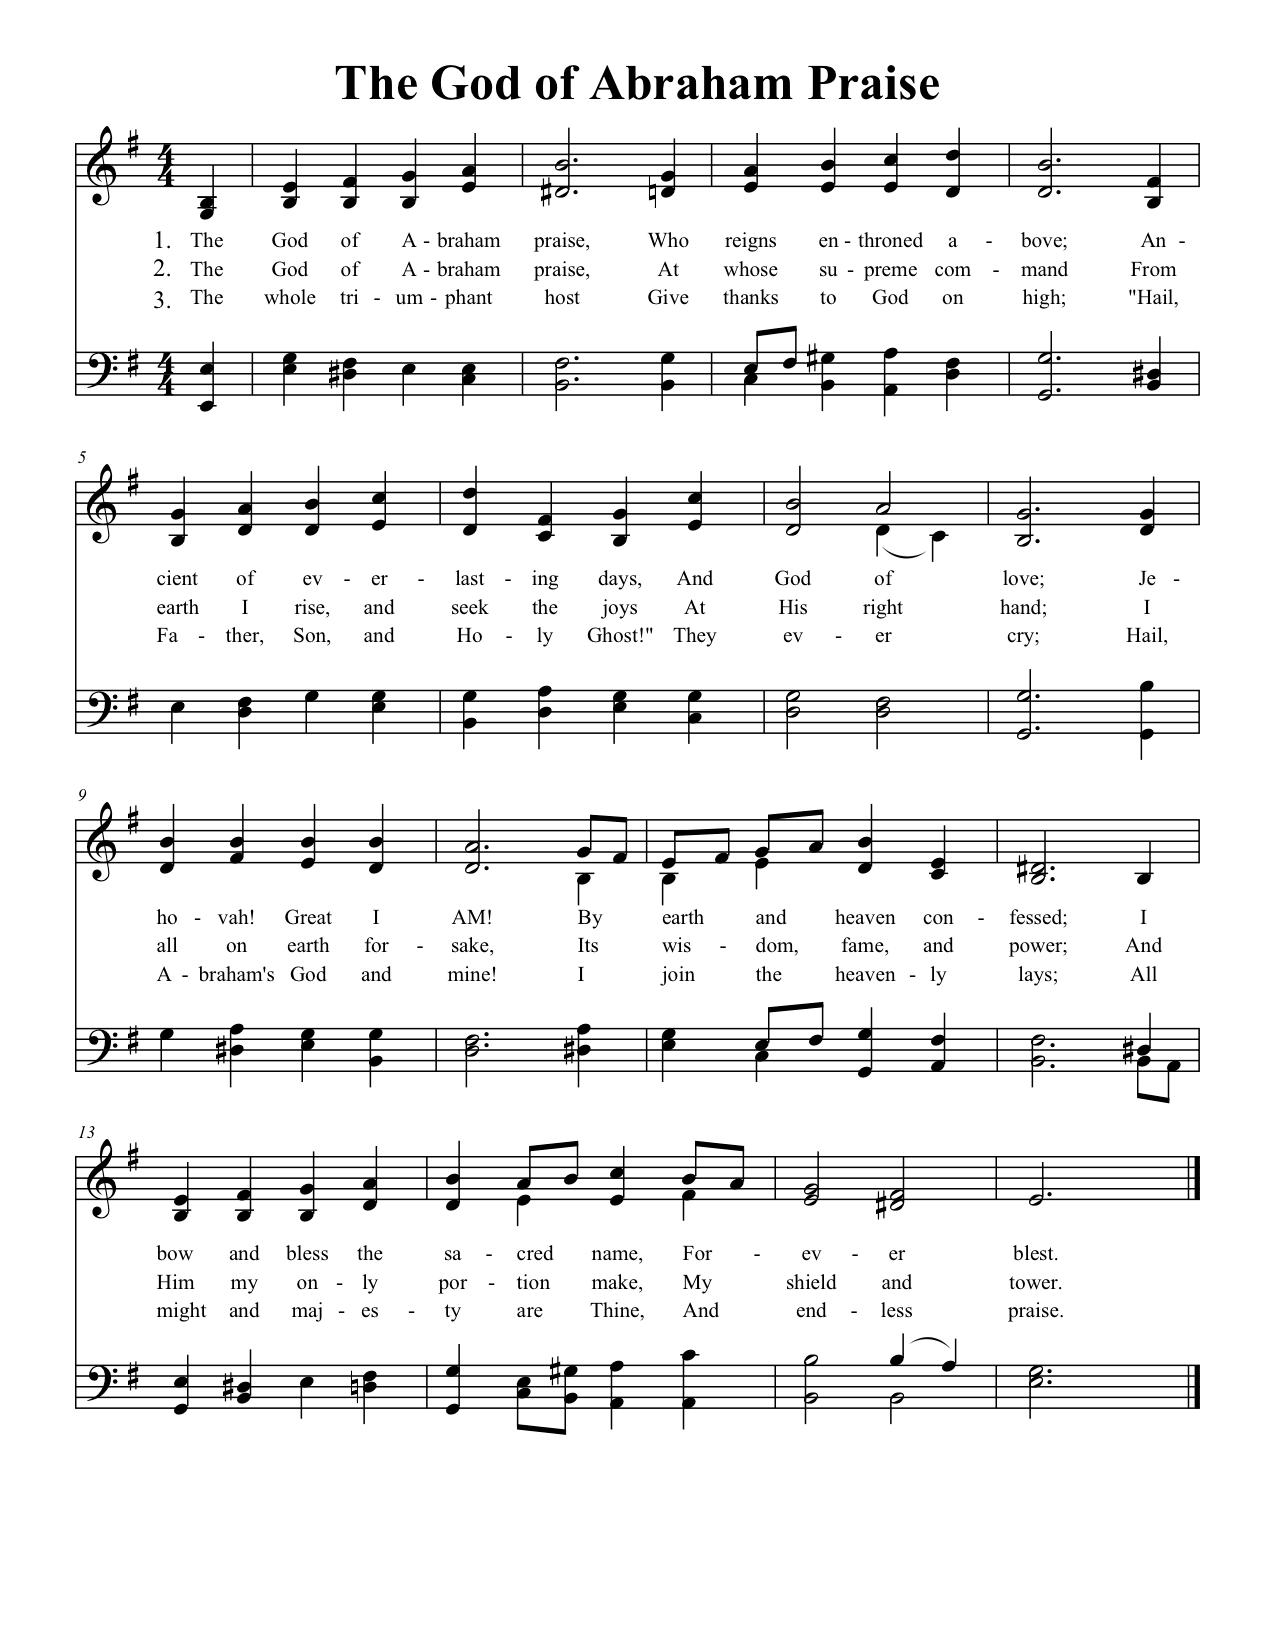 The God of Abraham Praise
4
4
1. The God of A - braham praise, Who reigns en - throned a - bove; An -
2. The God of A - braham praise, At whose su - preme com - mand From
3. The whole tri - um - phant host Give thanks to God on high; "Hail,
4
4
5
cient of ev - er - last - ing days, And God of love; Je -
earth I rise, and seek the joys At His right hand; I
Fa - ther, Son, and Ho - ly Ghost!" They ev - er cry; Hail,
9
ho - vah! Great I AM! By earth and heaven con - fessed; I
all on earth for - sake, Its wis - dom, fame, and power; And
A - braham's God and mine! I join the heaven - ly lays; All
13
bow and bless the sa - cred name, For - ev - er blest.
Him my on - ly por - tion make, My shield and tower.
might and maj - es - ty are Thine, And end - less praise.